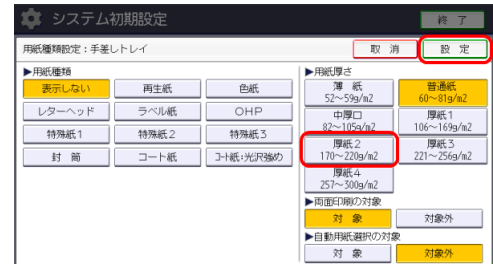 システム初期設定
終 了
用紙種類設定：手差しトレイ
取 消
設 定
▶用紙種類
表示しない
再生紙
色紙
レターヘッド
ラベル紙
OHP
特殊紙1
特殊紙2
特殊紙3
封 筒
コート紙
ｺｰﾄ紙:光沢強め
▶用紙厚さ
薄 紙
52～59g/m2
普通紙
60～81g/m2
中厚口
82～105g/m2
厚紙1
106～169g/m2
厚紙2
170～220g/m2
厚紙3
221～256g/m2
厚紙4
257～300g/m2
▶両面印刷の対象
対 象
対象外
▶自動用紙選択の対象
対 象
対象外